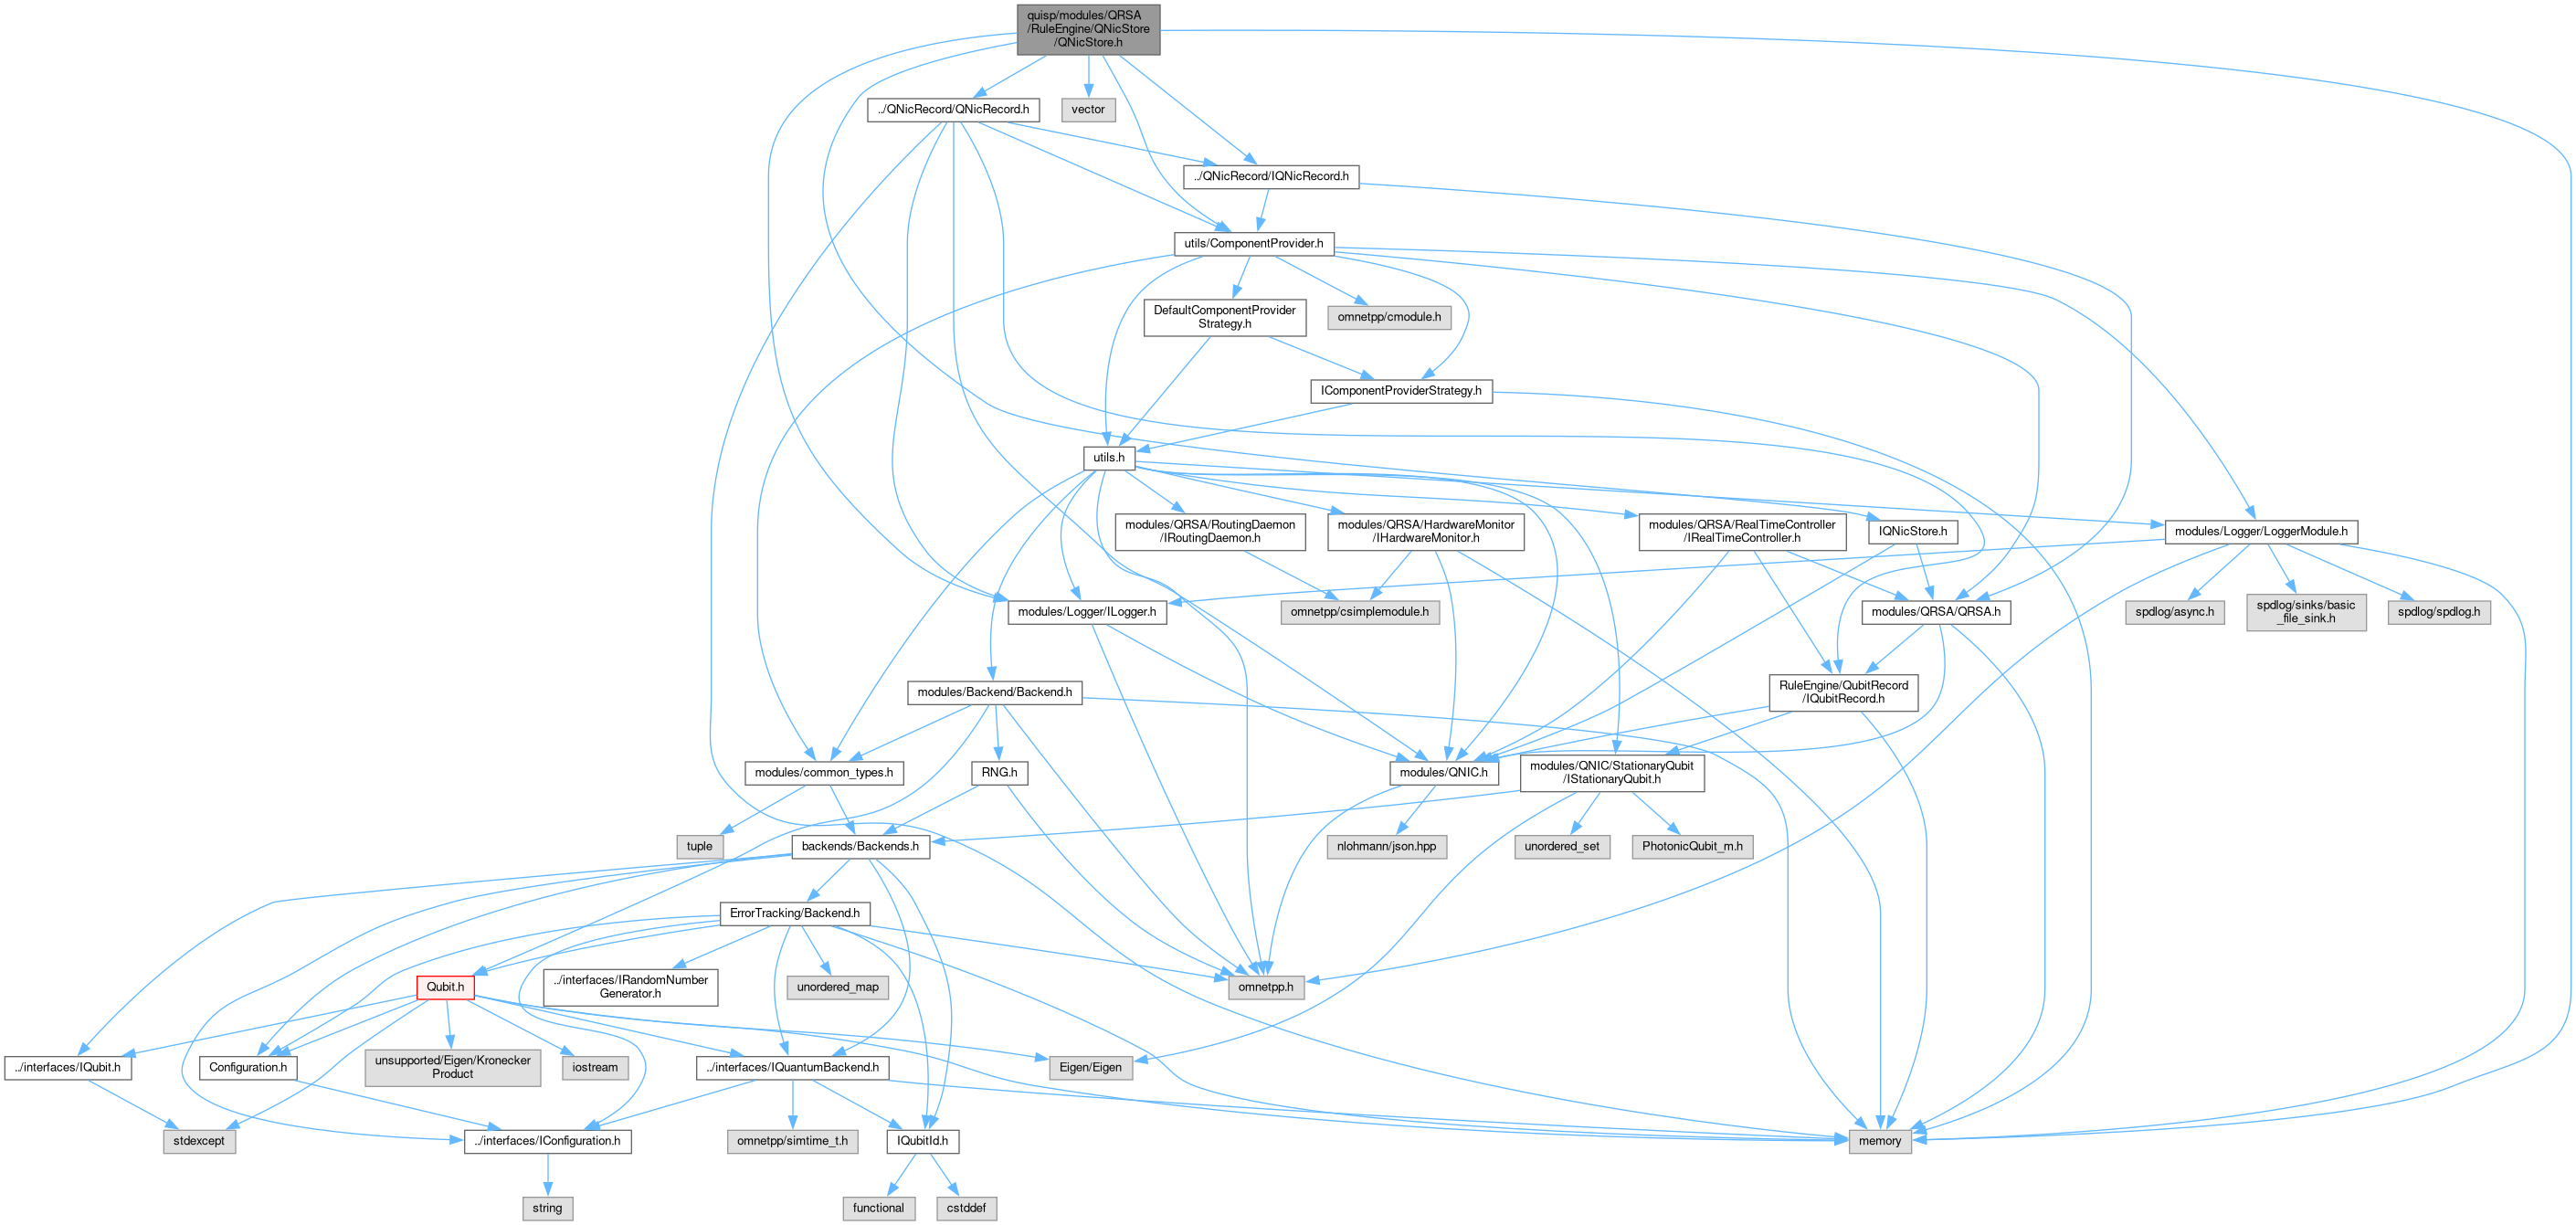 quisp/modules/QRSA
/RuleEngine/QNicStore
/QNicStore.h
../QNicRecord/QNicRecord.h
vector
../QNicRecord/IQNicRecord.h
utils/ComponentProvider.h
DefaultComponentProvider
Strategy.h
omnetpp/cmodule.h
IComponentProviderStrategy.h
utils.h
modules/QRSA/RoutingDaemon
/IRoutingDaemon.h
modules/QRSA/HardwareMonitor
/IHardwareMonitor.h
modules/QRSA/RealTimeController
/IRealTimeController.h
IQNicStore.h
modules/Logger/LoggerModule.h
modules/Logger/ILogger.h
omnetpp/csimplemodule.h
modules/QRSA/QRSA.h
spdlog/async.h
spdlog/sinks/basic
_file_sink.h
spdlog/spdlog.h
modules/Backend/Backend.h
RuleEngine/QubitRecord
/IQubitRecord.h
modules/common_types.h
RNG.h
modules/QNIC.h
modules/QNIC/StationaryQubit
/IStationaryQubit.h
tuple
backends/Backends.h
nlohmann/json.hpp
unordered_set
PhotonicQubit_m.h
ErrorTracking/Backend.h
Qubit.h
../interfaces/IRandomNumber
Generator.h
unordered_map
omnetpp.h
../interfaces/IQubit.h
Configuration.h
unsupported/Eigen/Kronecker
Product
iostream
../interfaces/IQuantumBackend.h
Eigen/Eigen
stdexcept
../interfaces/IConfiguration.h
omnetpp/simtime_t.h
IQubitId.h
memory
string
functional
cstddef